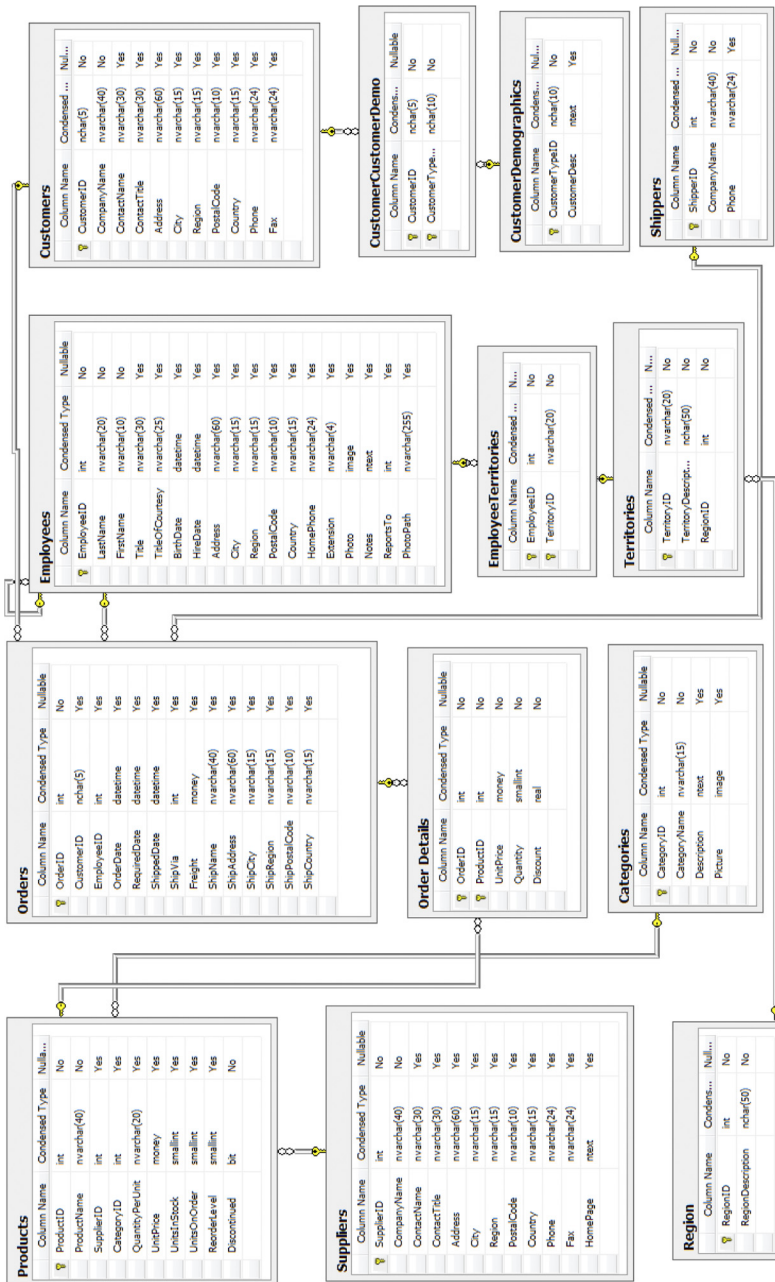 Products
Column Name Condensed Type Nulla...
ProductID int No
ProductName nvarchar(40) No
SupplierID int Yes
CategoryID int Yes
QuantityPerUnit nvarchar(20) Yes
UnitPrice money Yes
UnitsInStock smallint Yes
UnitsOnOrder smallint Yes
ReorderLevel smallint Yes
Discontinued bit No
Orders
Column Name Condensed Type Nullable
OrderID int No
CustomerID nchar(5) Yes
EmployeeID int Yes
OrderDate datetime Yes
RequiredDate datetime Yes
ShippedDate datetime Yes
ShipVia int Yes
Freight money Yes
ShipName nvarchar(40) Yes
ShipAddress nvarchar(60) Yes
ShipCity nvarchar(15) Yes
ShipRegion nvarchar(15) Yes
ShipPostalCode nvarchar(10) Yes
ShipCountry nvarchar(15) Yes
Employees
Column Name Condensed Type Nullable
EmployeeID int No
LastName nvarchar(20) No
FirstName nvarchar(10) No
Title nvarchar(30) Yes
TitleOfCourtesy nvarchar(25) Yes
BirthDate datetime Yes
HireDate datetime Yes
Address nvarchar(60) Yes
City nvarchar(15) Yes
Region nvarchar(15) Yes
PostalCode nvarchar(10) Yes
Country nvarchar(15) Yes
HomePhone nvarchar(24) Yes
Extension nvarchar(4) Yes
Photo image Yes
Notes ntext Yes
ReportsTo int Yes
PhotoPath nvarchar(255) Yes
Customers
Column Name Condensed ... Nul...
CustomerID nchar(5) No
CompanyName nvarchar(40) No
ContactName nvarchar(30) Yes
ContactTitle nvarchar(30) Yes
Address nvarchar(60) Yes
City nvarchar(15) Yes
Region nvarchar(15) Yes
PostalCode nvarchar(10) Yes
Country nvarchar(15) Yes
Phone nvarchar(24) Yes
Fax nvarchar(24) Yes
Suppliers
Column Name Condensed Type Nullable
SupplierID int No
CompanyName nvarchar(40) No
ContactName nvarchar(30) Yes
ContactTitle nvarchar(30) Yes
Address nvarchar(60) Yes
City nvarchar(15) Yes
Region nvarchar(15) Yes
PostalCode nvarchar(10) Yes
Country nvarchar(15) Yes
Phone nvarchar(24) Yes
Fax nvarchar(24) Yes
HomePage ntext Yes
Order Details
Column Name Condensed Type Nullable
OrderID int No
ProductID int No
UnitPrice money No
Quantity smallint No
Discount real No
CustomerCustomerDemo
Column Name Condens... Nullable
CustomerID nchar(5) No
CustomerType... nchar(10) No
EmployeeTerritories
Column Name Condensed ... N...
EmployeeID int No
TerritoryID nvarchar(20) No
CustomerDemographics
Column Name Condens... Nul...
CustomerTypeID nchar(10) No
CustomerDesc ntext Yes
Categories
Column Name Condensed Type Nullable
CategoryID int No
CategoryName nvarchar(15) No
Description ntext Yes
Picture image Yes
Territories
Column Name Condensed ... N...
TerritoryID nvarchar(20) No
TerritoryDescript... nchar(50) No
RegionID int No
Shippers
Column Name Condensed ... Null...
ShipperID int No
CompanyName nvarchar(40) No
Phone nvarchar(24) Yes
Region
Column Name Condens... Null...
RegionID int No
RegionDescription nchar(50) No